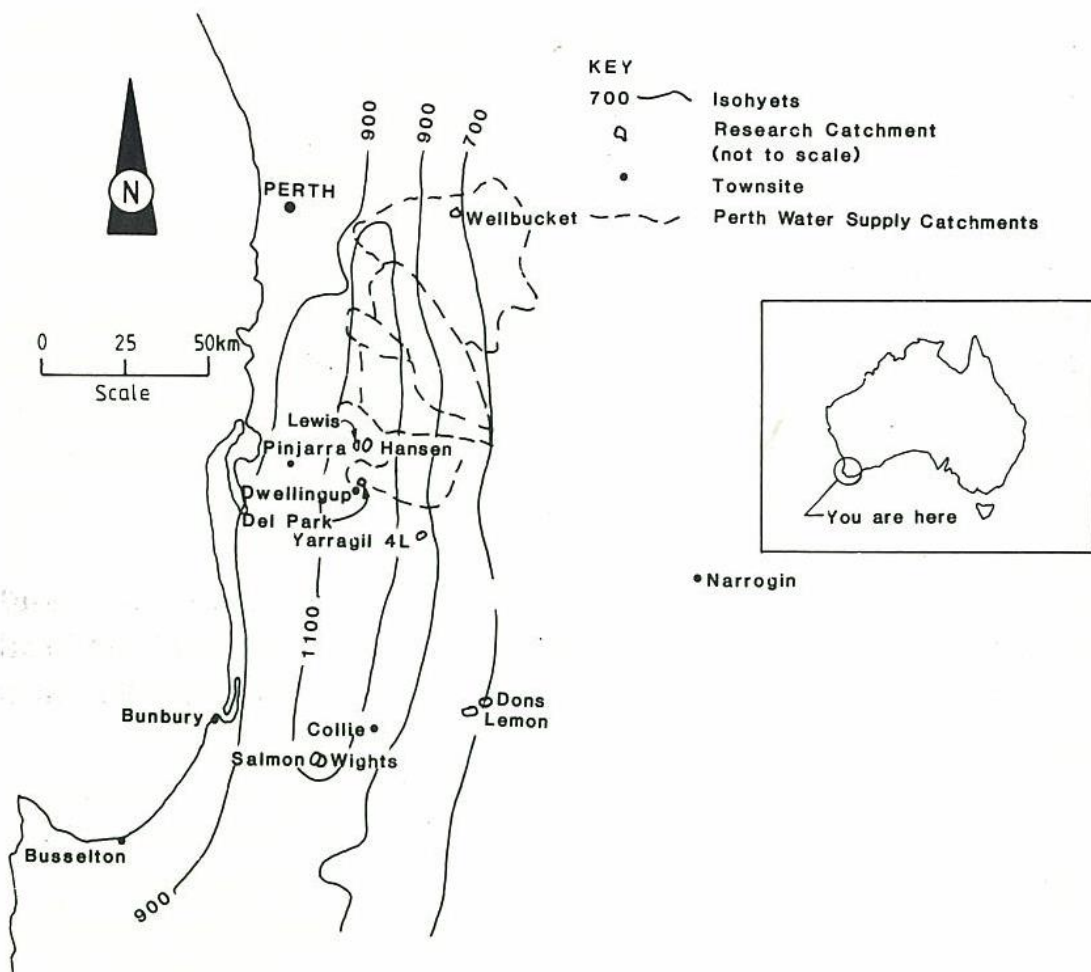 KEY
700 Isohyets
Research Catchment
(not to scale)
Townsite
Perth Water Supply Catchments
900
900
700
N
PERTH
Wellbucket
0 25 50km
Scale
Lewis
Pinjarra
Hansen
Dwellingup
Del Park
Yarragil 4L
You are here
Narrogin
1100
Bunbury
Collie
Dons
Lemon
Salmon
Wights
Busselton
900